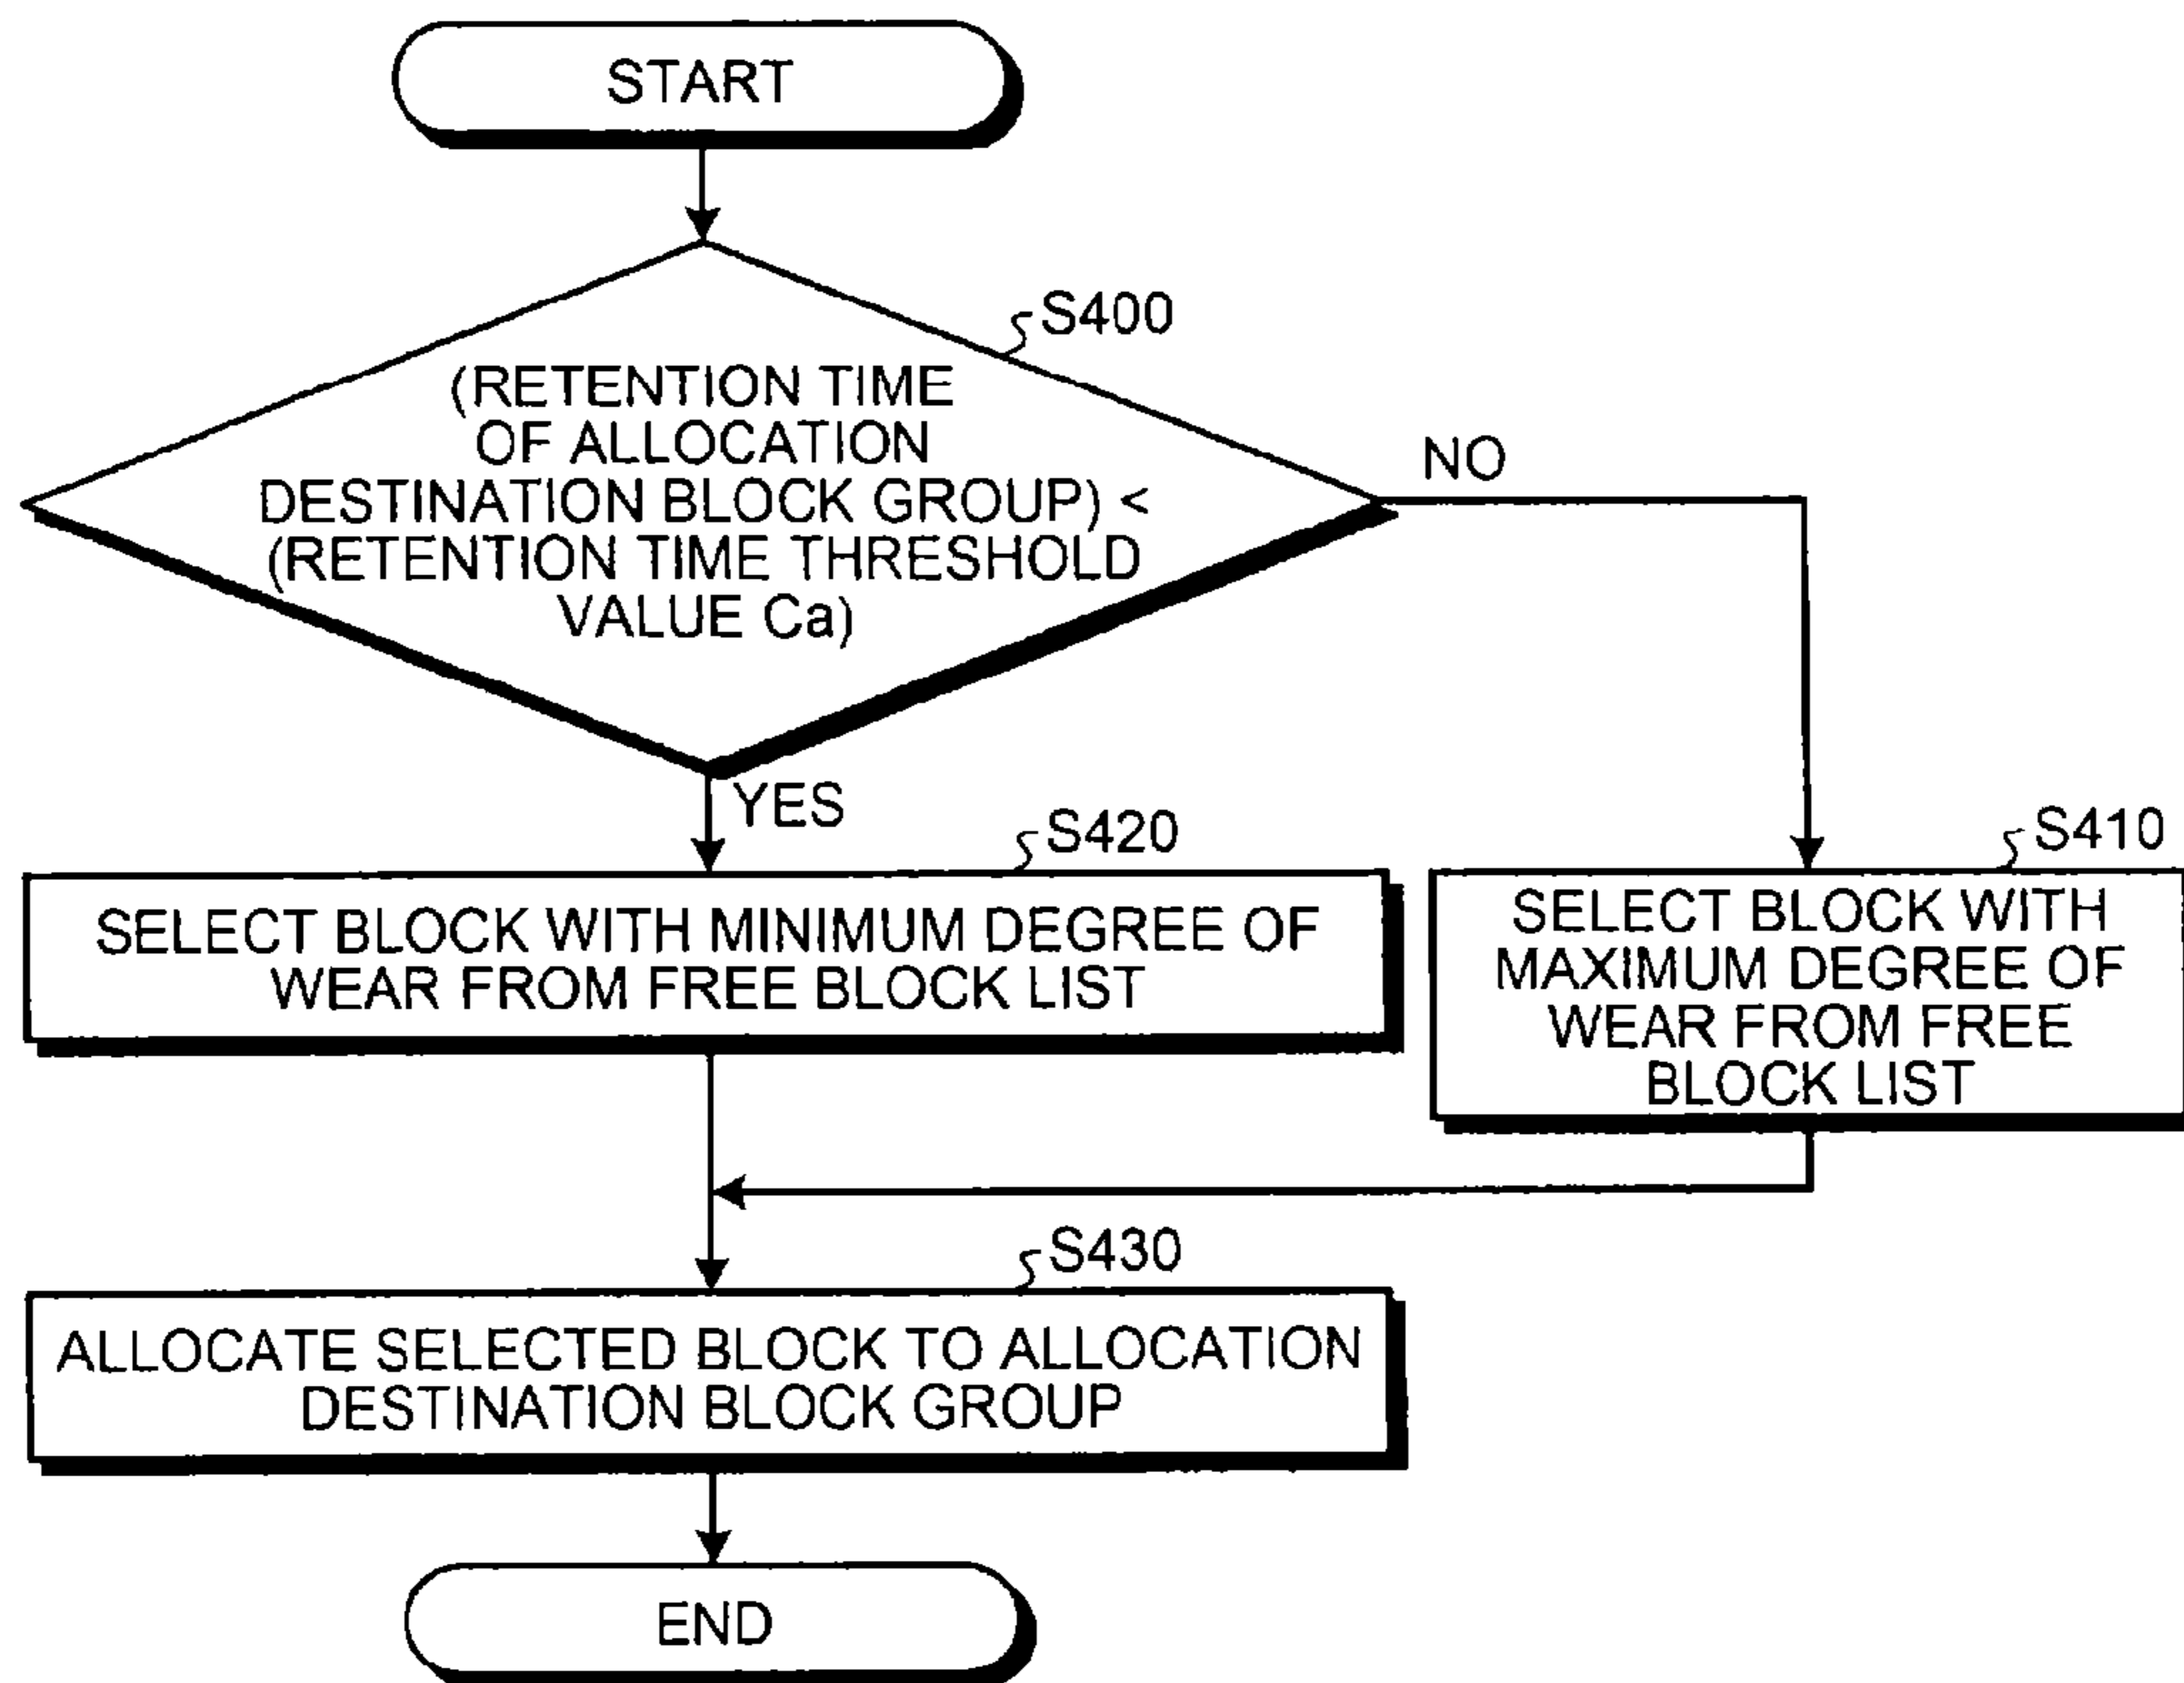 START
S400
(RETENTION TIME
OF ALLOCATION
DESTINATION BLOCK GROUP) <
(RETENTION TIME THRESHOLD
VALUE Ca)
NO
YES
S420
SELECT BLOCK WITH MINIMUM DEGREE OF
WEAR FROM FREE BLOCK LIST
S410
SELECT BLOCK WITH
MAXIMUM DEGREE OF
WEAR FROM FREE
BLOCK LIST
S430
ALLOCATE SELECTED BLOCK TO ALLOCATION
DESTINATION BLOCK GROUP
END